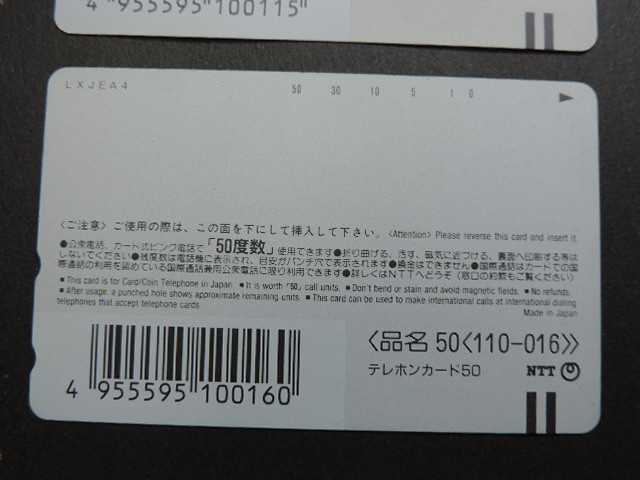 4 955595 100115
LXJEA4
50 30 10 5 1 0
〈ご注意〉ご使用の際は、この面を下にして挿入して下さい。〈Attention〉Please reverse this card and insert it.
●公衆電話、カード式ピンク電話で「50度数」使用できます●折り曲げる、汚す、磁気に近づける、裏面へ印刷する等は
しないでください●残度数は電話機に表示され、目安がパンチ穴で表示されます●換金はできません●国際通話はカードでの国
際通話の利用を認めている国際通話兼用公衆電話に限り利用できます●詳しくはNTTへどうぞ(窓口の約款もご覧ください)
■This card is for Card/Coin Telephone in Japan. ■It is worth "50" call units. ■Don't bend or stain and avoid magnetic fields. ■No refunds.
■After usage, a punched hole shows approximate remaining units. ■This card can be used to make international calls at international dialing
telephones that accept telephone cards.
Made in Japan
4 955595 100160
〈品名 50〈110-016〉〉
テレホンカード50
NTT